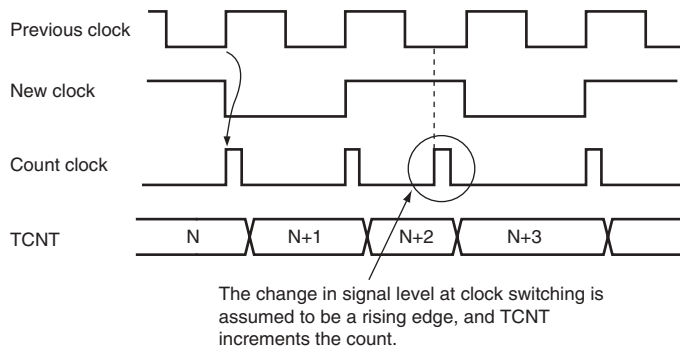 Previous clock
New clock
Count clock
TCNT
N
N+1
N+2
N+3
The change in signal level at clock switching is
assumed to be a rising edge, and TCNT
increments the count.